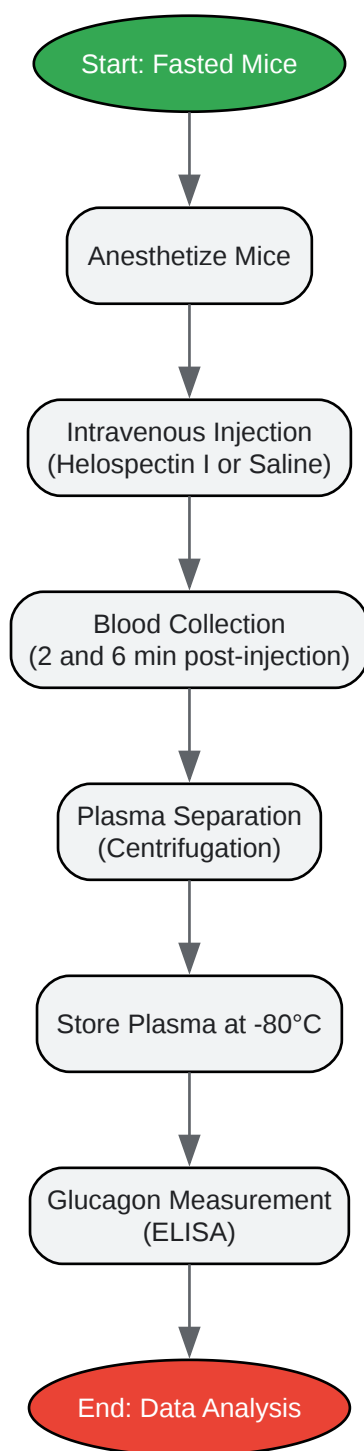 Start: Fasted Mice
Anesthetize Mice
Intravenous Injection
(Helospectin I or Saline)
Blood Collection
(2 and 6 min post-injection)
Plasma Separation
(Centrifugation)
Store Plasma at -80°C
Glucagon Measurement
(ELISA)
End: Data Analysis